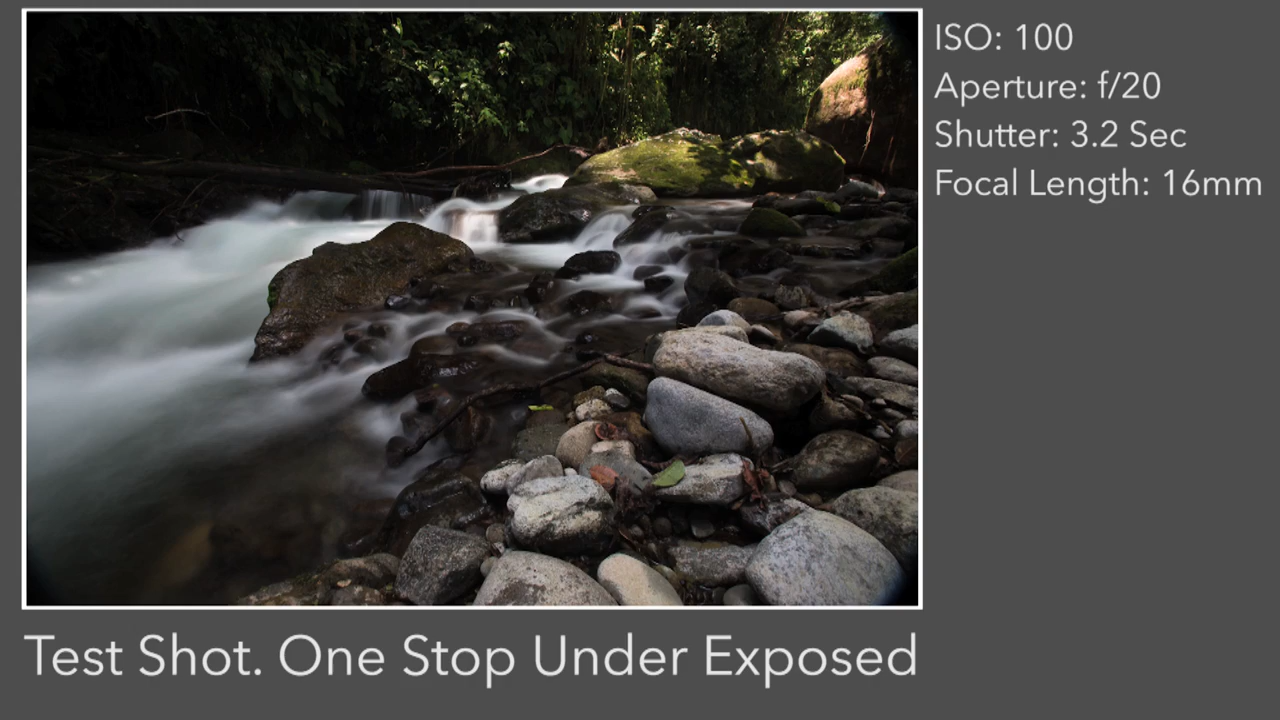 ISO: 100
Aperture: f/20
Shutter: 3.2 Sec
Focal Length: 16mm
Test Shot. One Stop Under Exposed